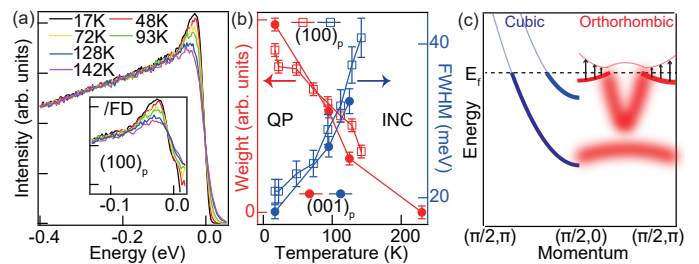 (a)
17K 48K
72K 93K
128K
142K
/FD
(100)p
-0.1 0.0
-0.4 -0.2 0.0
Energy (eV)
Intensity (arb. units)
(b)
(100)p
QP INC
(001)p
0
0 100 200
Temperature (K)
Weight (arb. units)
40
20
FWHM (meV)
(c)
Cubic Orthorhombic
Ef
Energy
(π/2,π) (π/2,0) (π/2,π)
Momentum